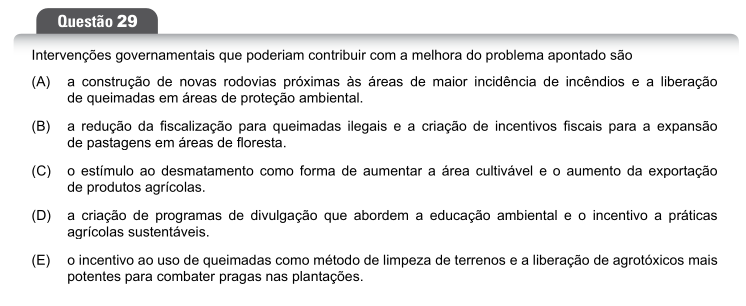 Questão 29
Intervenções governamentais que poderiam contribuir com a melhora do problema apontado são
(A) a construção de novas rodovias próximas às áreas de maior incidência de incêndios e a liberação
de queimadas em áreas de proteção ambiental.
(B) a redução da fiscalização para queimadas ilegais e a criação de incentivos fiscais para a expansão
de pastagens em áreas de floresta.
(C) o estímulo ao desmatamento como forma de aumentar a área cultivável e o aumento da exportação
de produtos agrícolas.
(D) a criação de programas de divulgação que abordem a educação ambiental e o incentivo a práticas
agrícolas sustentáveis.
(E) o incentivo ao uso de queimadas como método de limpeza de terrenos e a liberação de agrotóxicos mais
potentes para combater pragas nas plantações.